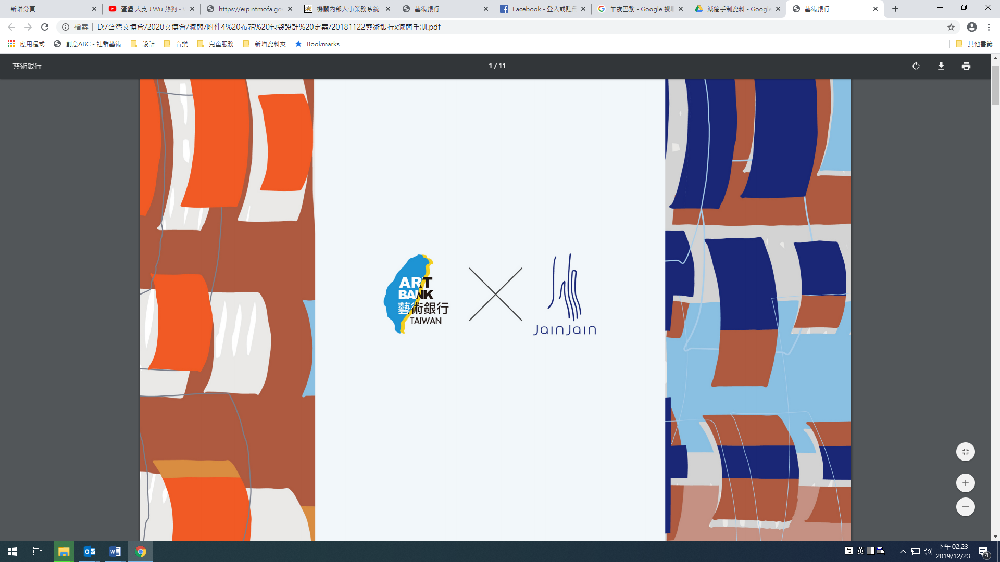 新增分頁
蛋堡 大支 J.Wu 熱狗 -
https://eip.ntmofa.go
機關內部人事業務系統
藝術銀行
Facebook - 登入或註冊
午夜巴黎 - Google 搜尋
減簡手制資料 - Google
藝術銀行
檔案
D:/台灣文博會/2020文博會/減簡/附件4%20布花%20包袋設計%20定案/20181122藝術銀行x減簡手制.pdf
應用程式
創意ABC - 社群藝術
設計
音樂
兒童服務
新增資料夾
Bookmarks
其他書籤
藝術銀行
1 / 11
ART
BANK
藝術銀行
TAIWAN
JainJain
英
下午 02:23
2019/12/23
4